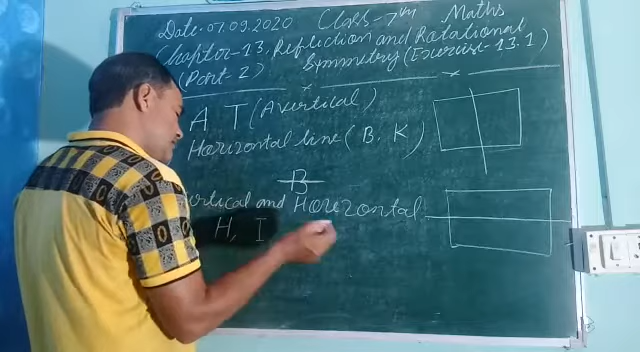 Date. 07.09.2020 Class-7th Maths
Chapter-13. Reflection and Rotational
(Part-2) Symmetry (Exercise-13.1)
A T (A vertical)
Horizontal line (B, K)
B
rtical and Horizontal
H, I